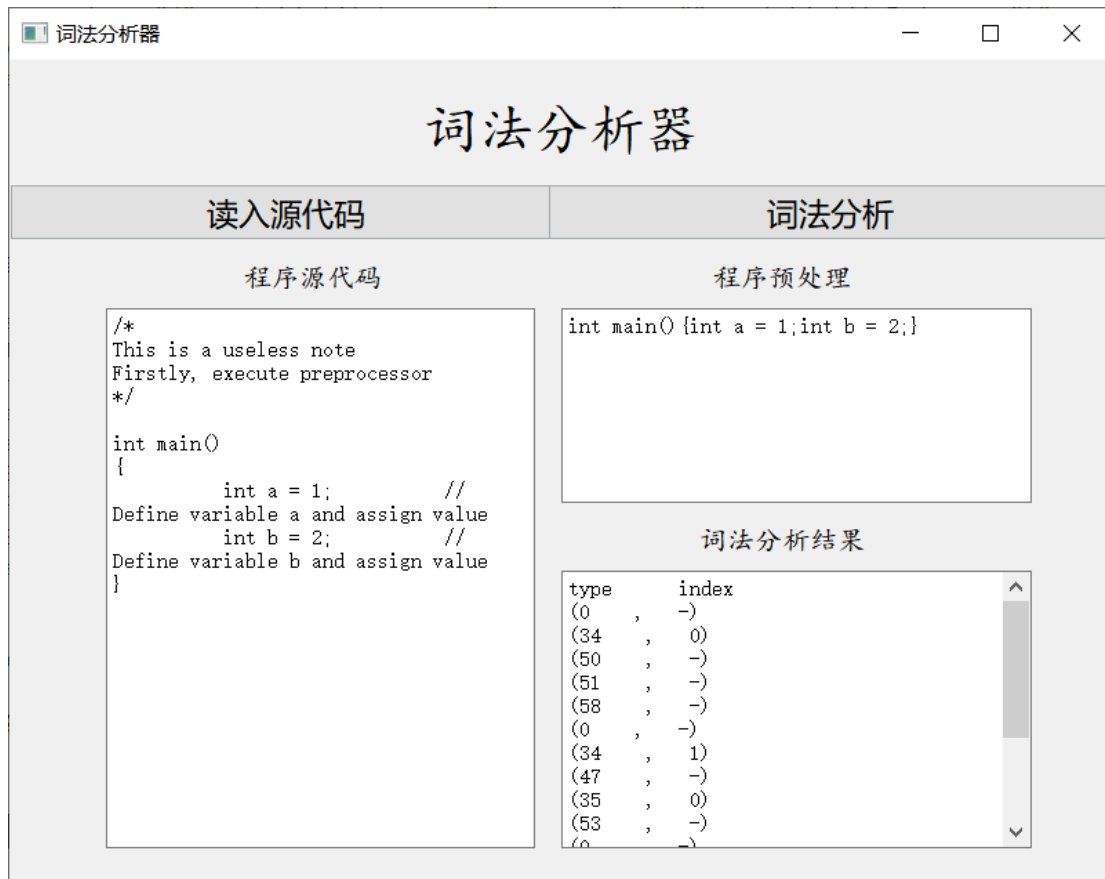 词法分析器
词法分析器
读入源代码
词法分析
程序源代码
/*
This is a useless note
Firstly, execute preprocessor
*/
int main()
{
int a = 1; //
Define variable a and assign value
int b = 2; //
Define variable b and assign value
}
程序预处理
int main(){int a = 1;int b = 2;}
词法分析结果
type index
(0 , -)
(34 , 0)
(50 , -)
(51 , -)
(58 , -)
(0 , -)
(34 , 1)
(47 , -)
(35 , 0)
(53 , -)